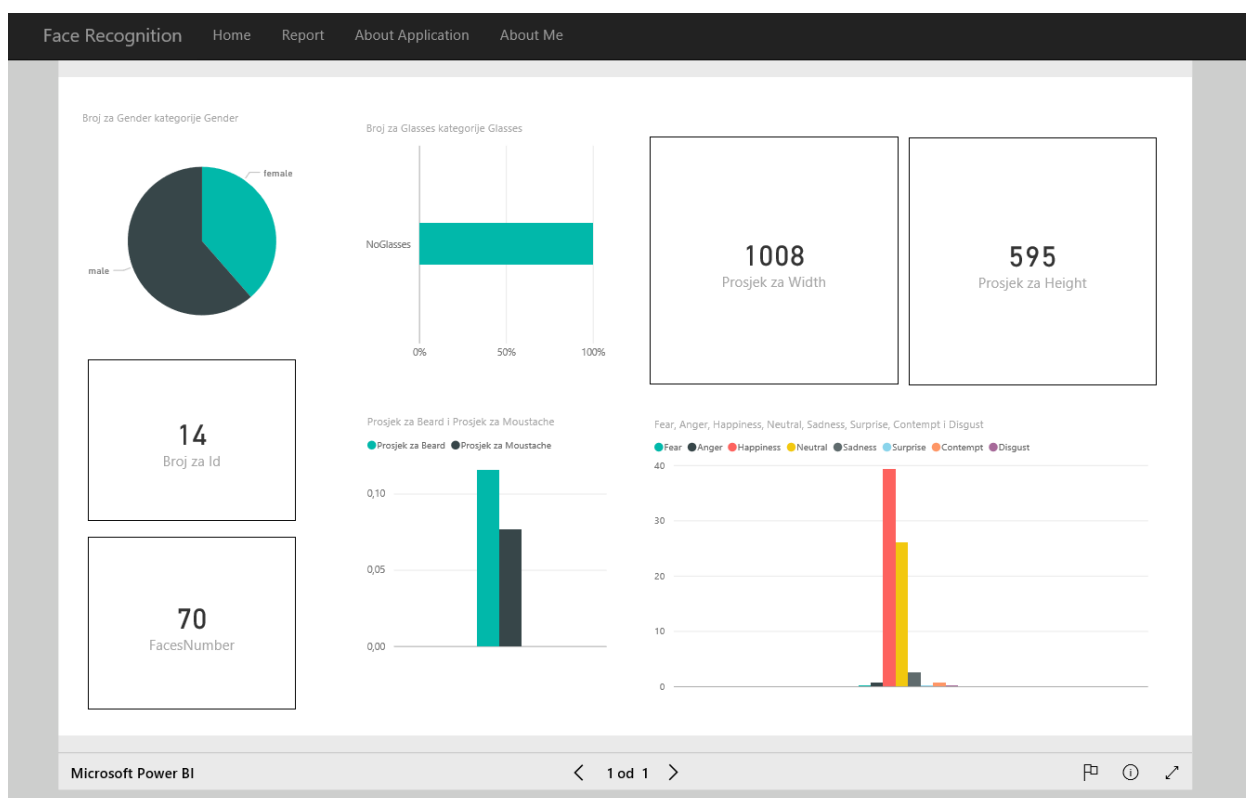 Face Recognition Home Report About Application About Me
Broj za Gender kategorije Gender
female
male
Broj za Glasses kategorije Glasses
NoGlasses
0% 50% 100%
1008
Prosjek za Width
595
Prosjek za Height
14
Broj za Id
70
FacesNumber
Prosjek za Beard i Prosjek za Moustache
Prosjek za Beard Prosjek za Moustache
0,10
0,05
0,00
Fear, Anger, Happiness, Neutral, Sadness, Surprise, Contempt i Disgust
Fear Anger Happiness Neutral Sadness Surprise Contempt Disgust
40
30
20
10
0
Microsoft Power BI 1 od 1